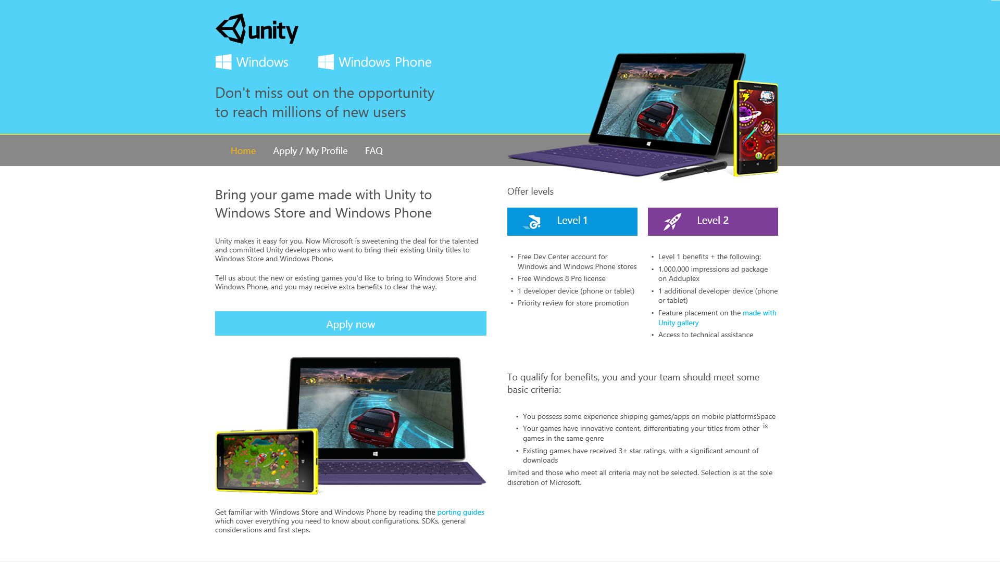 unity
Windows
Windows Phone
Don't miss out on the opportunity
to reach millions of new users
Home
Apply / My Profile
FAQ
Bring your game made with Unity to
Windows Store and Windows Phone
Unity makes it easy for you. Now Microsoft is sweetening the deal for the talented
and committed Unity developers who want to bring their existing Unity titles to
Windows Store and Windows Phone.
Tell us about the new or existing games you'd like to bring to Windows Store and
Windows Phone, and you may receive extra benefits to clear the way.
Apply now
NOKIA
Get familiar with Windows Store and Windows Phone by reading the porting guides
which cover everything you need to know about configurations, SDKs, general
considerations and first steps.
NOKIA
Offer levels
Level 1
• Free Dev Center account for
Windows and Windows Phone stores
• Free Windows 8 Pro license
• 1 developer device (phone or tablet)
• Priority review for store promotion
Level 2
• Level 1 benefits + the following:
• 1,000,000 impressions ad package
on Adduplex
• 1 additional developer device (phone
or tablet)
• Feature placement on the made with
Unity gallery
• Access to technical assistance
To qualify for benefits, you and your team should meet some
basic criteria:
• You possess some experience shipping games/apps on mobile platformsSpace
is
• Your games have innovative content, differentiating your titles from other
games in the same genre
• Existing games have received 3+ star ratings, with a significant amount of
downloads
limited and those who meet all criteria may not be selected. Selection is at the sole
discretion of Microsoft.